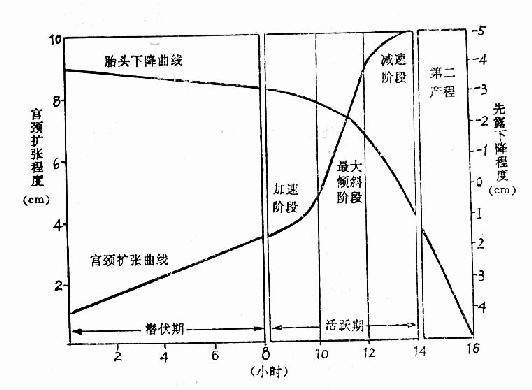 10
8
6
4
2
宫颈扩张程度
(cm)
胎头下降曲线
宫颈扩张曲线
加速
阶段
最大
倾斜
阶段
减速
阶段
第二
产程
-5
-4
-3
-2
-1
0
1
2
3
4
先露下降程度
(cm)
潜伏期
活跃期
2
4
6
8
10
12
14
16
(小时)